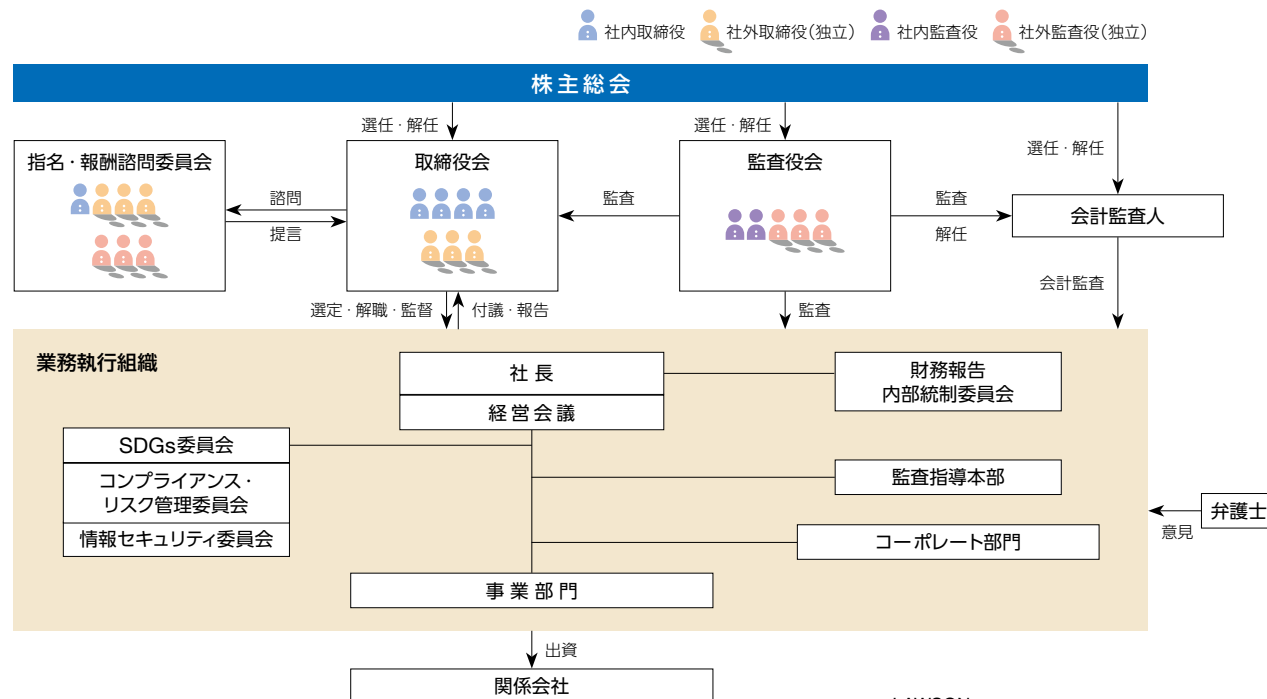 社内取締役
社外取締役(独立)
社内監査役
社外監査役(独立)
株主総会
選任・解任
選任・解任
選任・解任
指名・報酬諮問委員会
取締役会
監査役会
会計監査人
諮問
提言
監査
監査
解任
選定・解職・監督
付議・報告
監査
会計監査
業務執行組織
社長
経営会議
財務報告
内部統制委員会
SDGs委員会
コンプライアンス・
リスク管理委員会
情報セキュリティ委員会
監査指導本部
コーポレート部門
弁護士
意見
事業部門
出資
関係会社